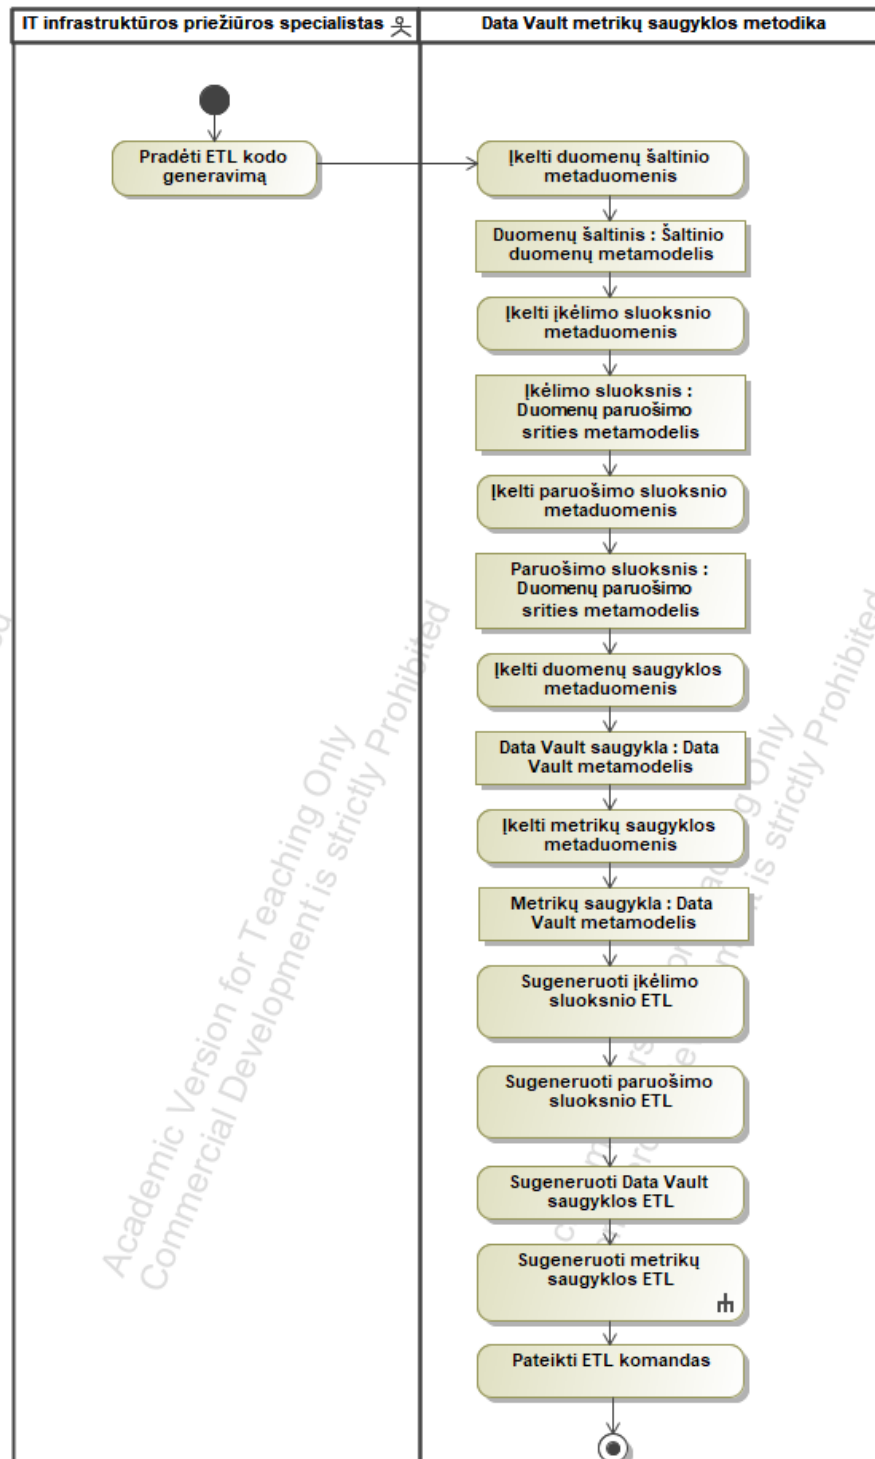 IT infrastruktūros priežiūros specialistas
Data Vault metrikų saugyklos metodika
Pradėti ETL kodo
generavimą
Įkelti duomenų šaltinio
metaduomenis
Duomenų šaltinis : Šaltinio
duomenų metamodelis
Įkelti įkėlimo sluoksnio
metaduomenis
Įkėlimo sluoksnis :
Duomenų paruošimo
srities metamodelis
Įkelti paruošimo sluoksnio
metaduomenis
Paruošimo sluoksnis :
Duomenų paruošimo
srities metamodelis
Įkelti duomenų saugyklos
metaduomenis
Data Vault saugykla : Data
Vault metamodelis
Įkelti metrikų saugyklos
metaduomenis
Metrikų saugykla : Data
Vault metamodelis
Sugeneruoti įkėlimo
sluoksnio ETL
Sugeneruoti paruošimo
sluoksnio ETL
Sugeneruoti Data Vault
saugyklos ETL
Sugeneruoti metrikų
saugyklos ETL
Pateikti ETL komandas
Academic Version for Teaching Only
Commercial Development is strictly Prohibited